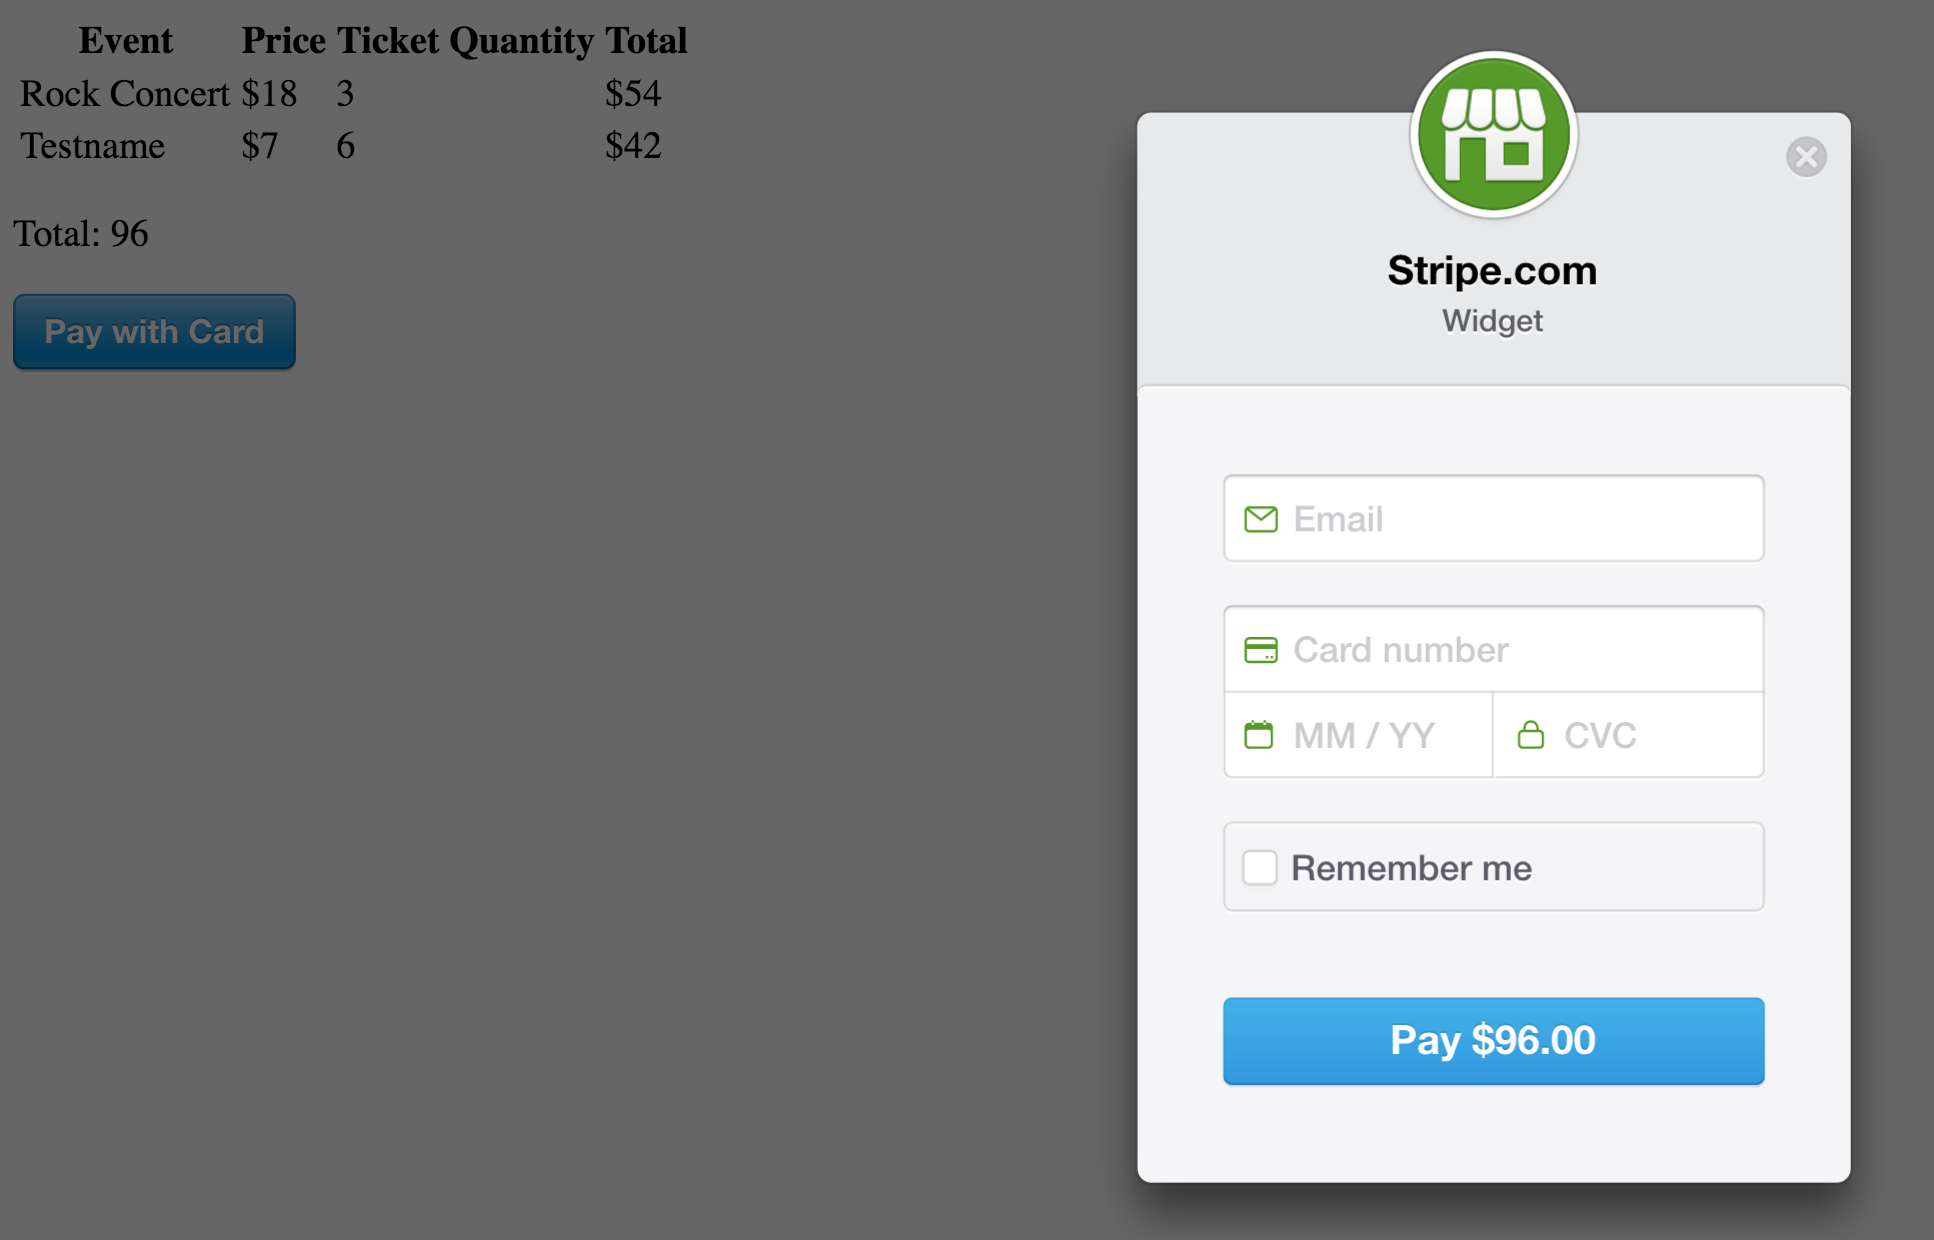 Event Price Ticket Quantity Total
Rock Concert $18 3 $54
Testname $7 6 $42
Total: 96
Pay with Card
Stripe.com
Widget
Email
Card number
MM / YY CVC
Remember me
Pay $96.00